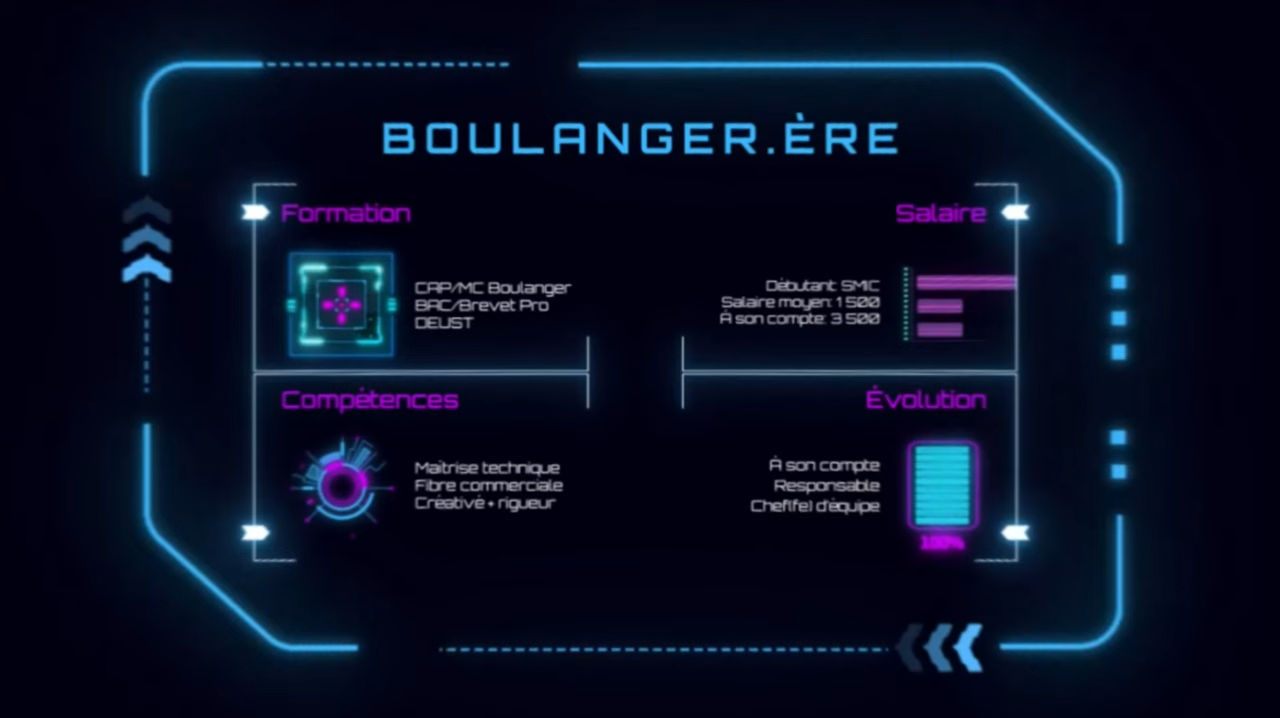 BOULANGER.ÈRE
Formation
CAP/MC Boulanger
BAC/Brevet Pro
DEUST
Salaire
Débutant: SMIC
Salaire moyen: 1 500
À son compte: 3 500
Compétences
Maîtrise technique
Fibre commerciale
Créativé + rigueur
Évolution
À son compte
Responsable
Chef(fe) d'équipe
100%